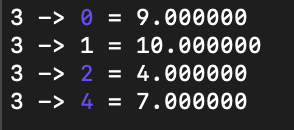 3 -> 0 = 9.000000
3 -> 1 = 10.000000
3 -> 2 = 4.000000
3 -> 4 = 7.000000